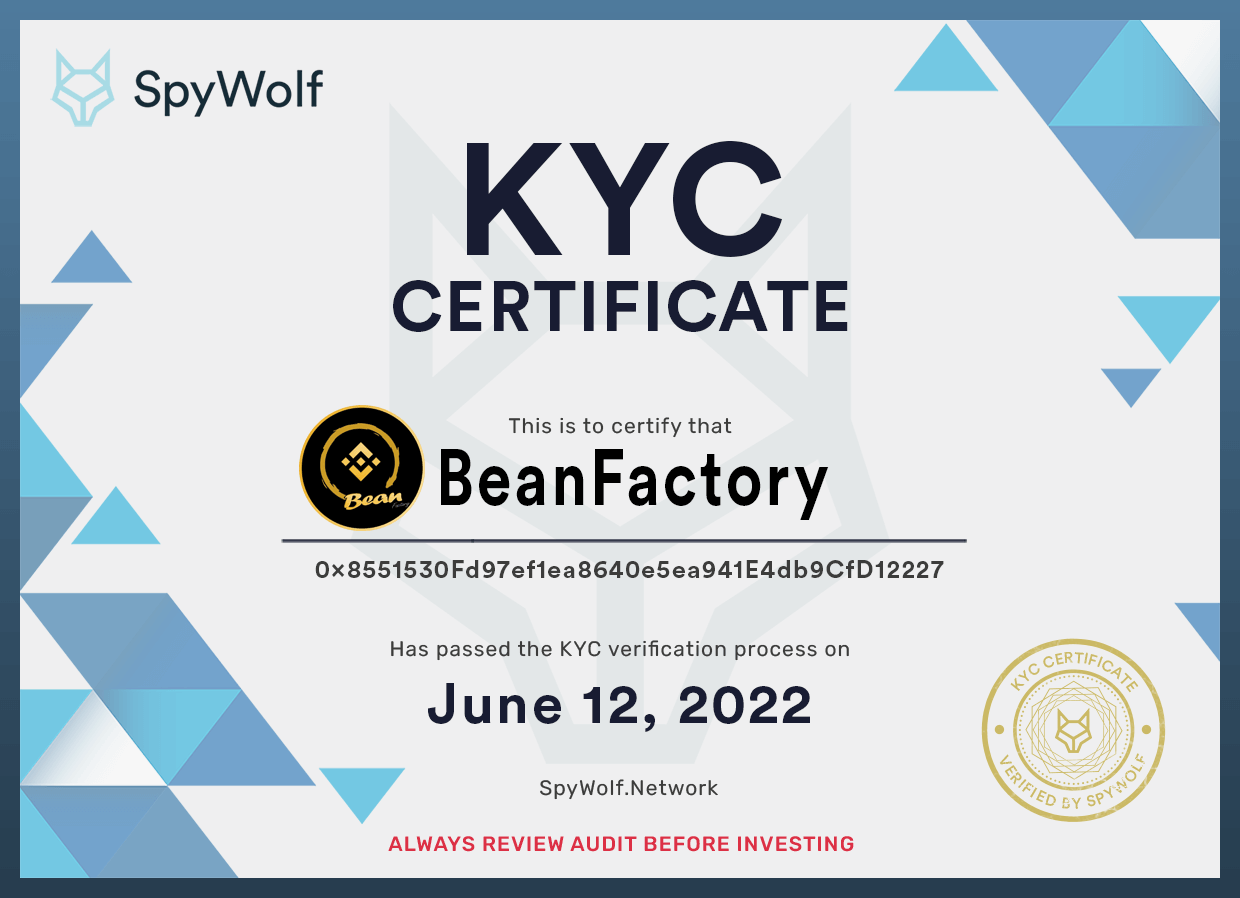 SpyWolf
KYC
CERTIFICATE
This is to certify that
Bean
Factory
BeanFactory
0x8551530Fd97ef1ea8640e5ea941E4db9CfD12227
Has passed the KYC verification process on
June 12, 2022
KYC CERTIFICATE
VERIFIED BY SPYWOLF
SpyWolf.Network
ALWAYS REVIEW AUDIT BEFORE INVESTING